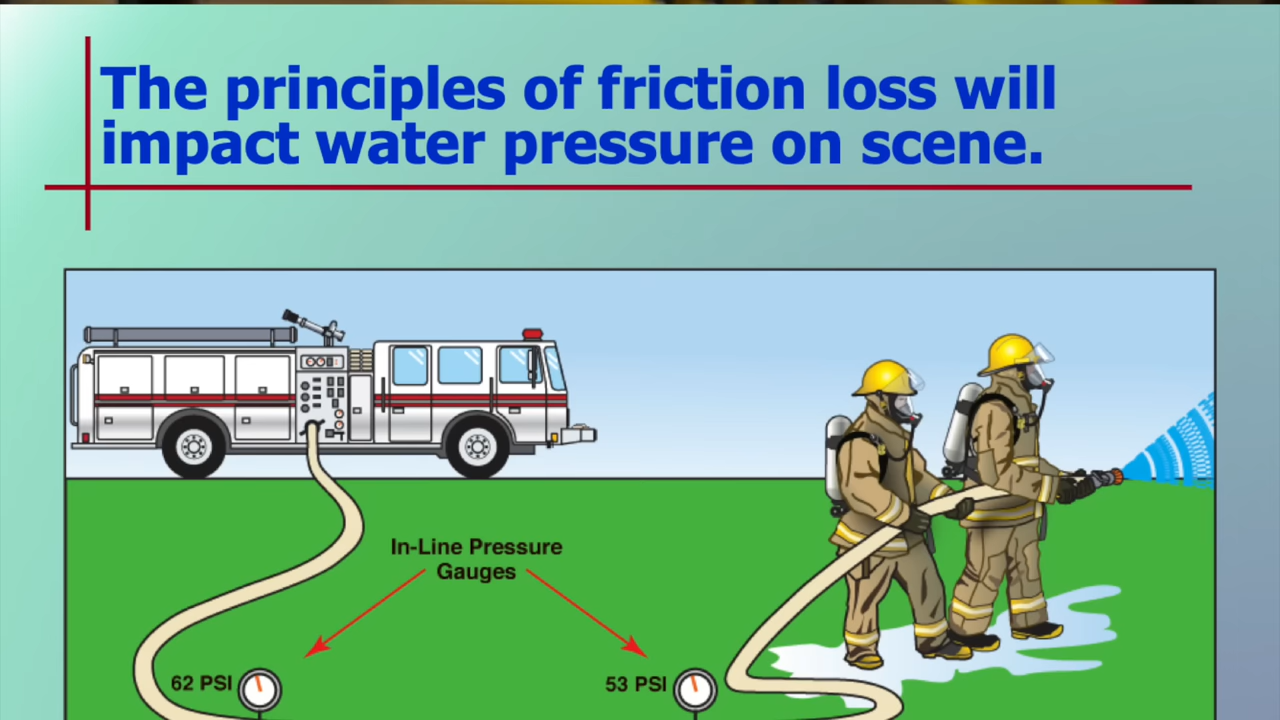 The principles of friction loss will
impact water pressure on scene.
In-Line Pressure
Gauges
62 PSI
53 PSI